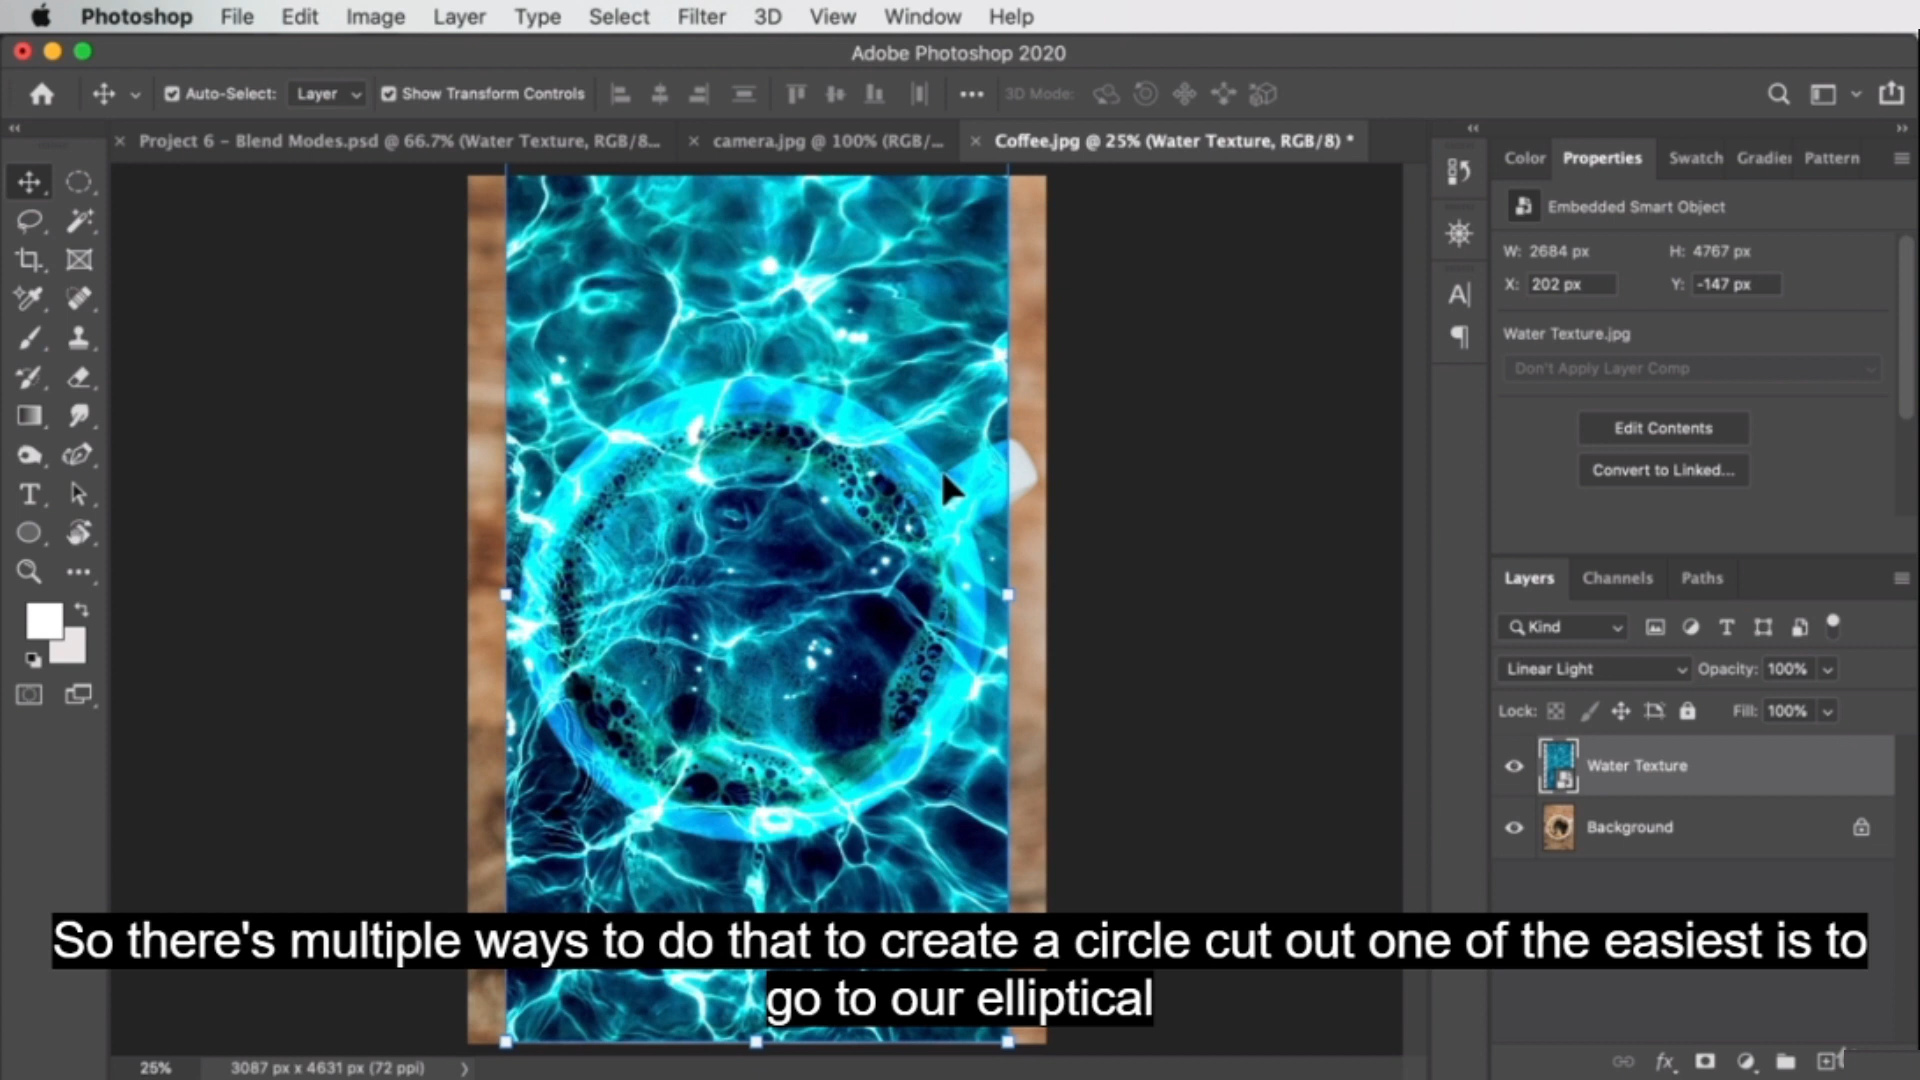 Photoshop File Edit Image Layer Type Select Filter 3D View Window Help
Adobe Photoshop 2020
Auto-Select: Layer Show Transform Controls 3D Mode:
Project 6 – Blend Modes.psd @ 66.7% (Water Texture, RGB/8... camera.jpg @ 100% (RGB/... Coffee.jpg @ 25% (Water Texture, RGB/8) *
Color Properties Swatch Gradie Pattern
Embedded Smart Object
W: 2684 px H: 4767 px
X: 202 px Y: -147 px
Water Texture.jpg
Don't Apply Layer Comp
Edit Contents
Convert to Linked...
Layers Channels Paths
Kind
Linear Light Opacity: 100%
Lock: Fill: 100%
Water Texture
Background
So there's multiple ways to do that to create a circle cut out one of the easiest is to
go to our elliptical
25% 3087 px x 4631 px (72 ppi)